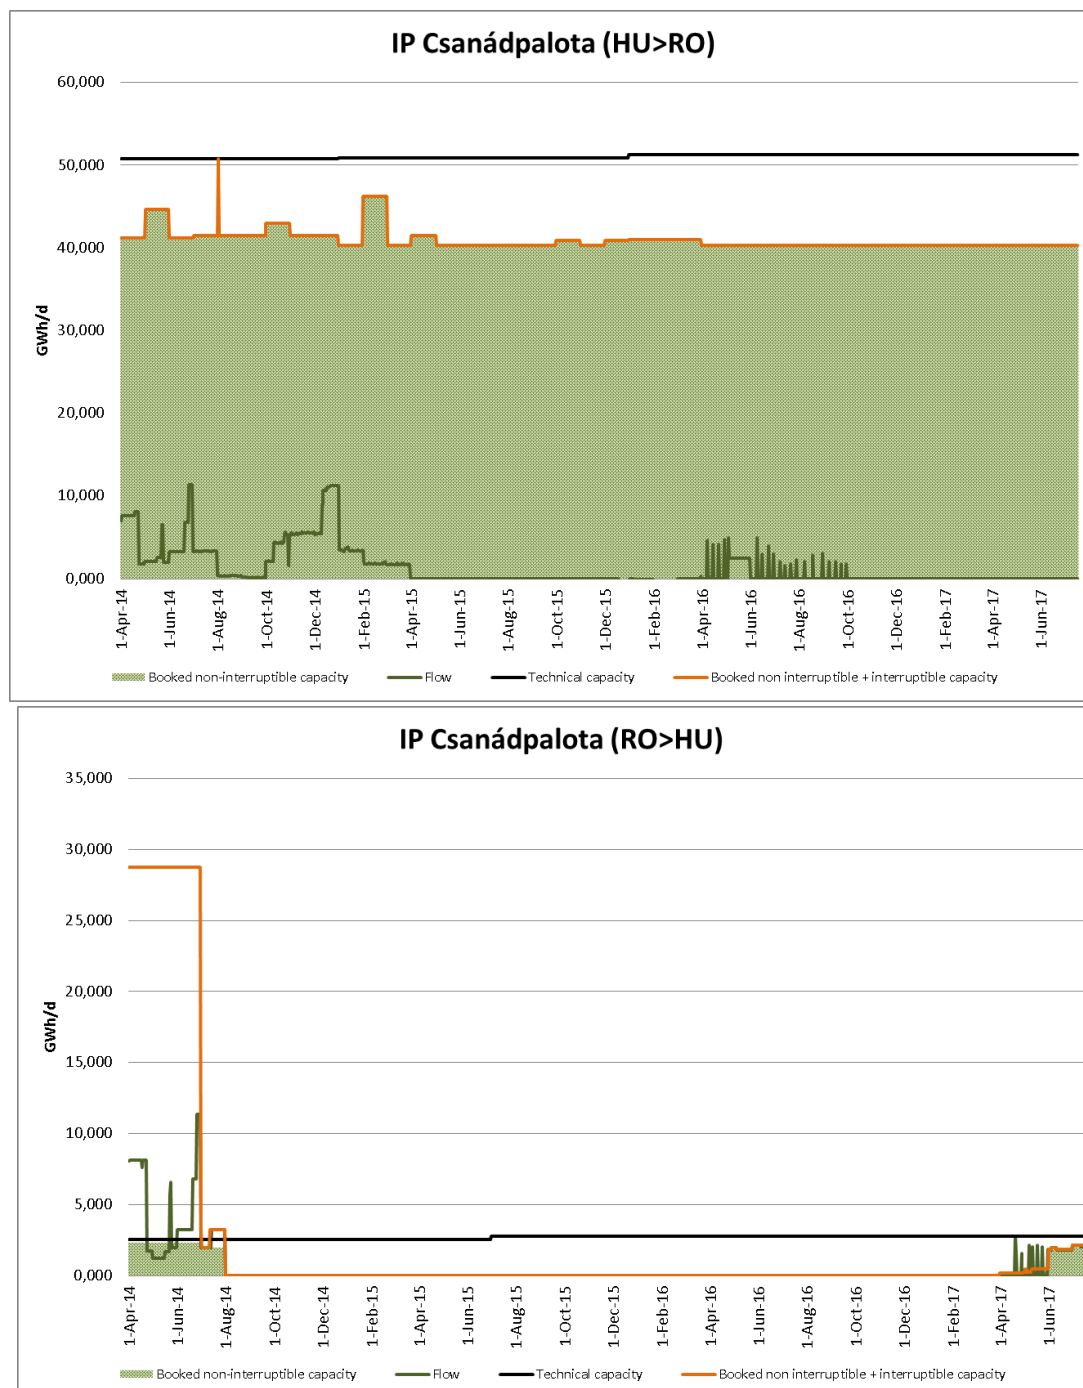 IP Csanádpalota (HU>RO)
60,000
50,000
40,000
30,000
20,000
10,000
0,000
GWh/d
1-Apr-14
1-Jun-14
1-Aug-14
1-Oct-14
1-Dec-14
1-Feb-15
1-Apr-15
1-Jun-15
1-Aug-15
1-Oct-15
1-Dec-15
1-Feb-16
1-Apr-16
1-Jun-16
1-Aug-16
1-Oct-16
1-Dec-16
1-Feb-17
1-Apr-17
1-Jun-17
Booked non-interruptible capacity Flow Technical capacity Booked non interruptible + interruptible capacity
IP Csanádpalota (RO>HU)
35,000
30,000
25,000
20,000
15,000
10,000
5,000
0,000
GWh/d
1-Apr-14
1-Jun-14
1-Aug-14
1-Oct-14
1-Dec-14
1-Feb-15
1-Apr-15
1-Jun-15
1-Aug-15
1-Oct-15
1-Dec-15
1-Feb-16
1-Apr-16
1-Jun-16
1-Aug-16
1-Oct-16
1-Dec-16
1-Feb-17
1-Apr-17
1-Jun-17
Booked non-interruptible capacity Flow Technical capacity Booked non interruptible + interruptible capacity